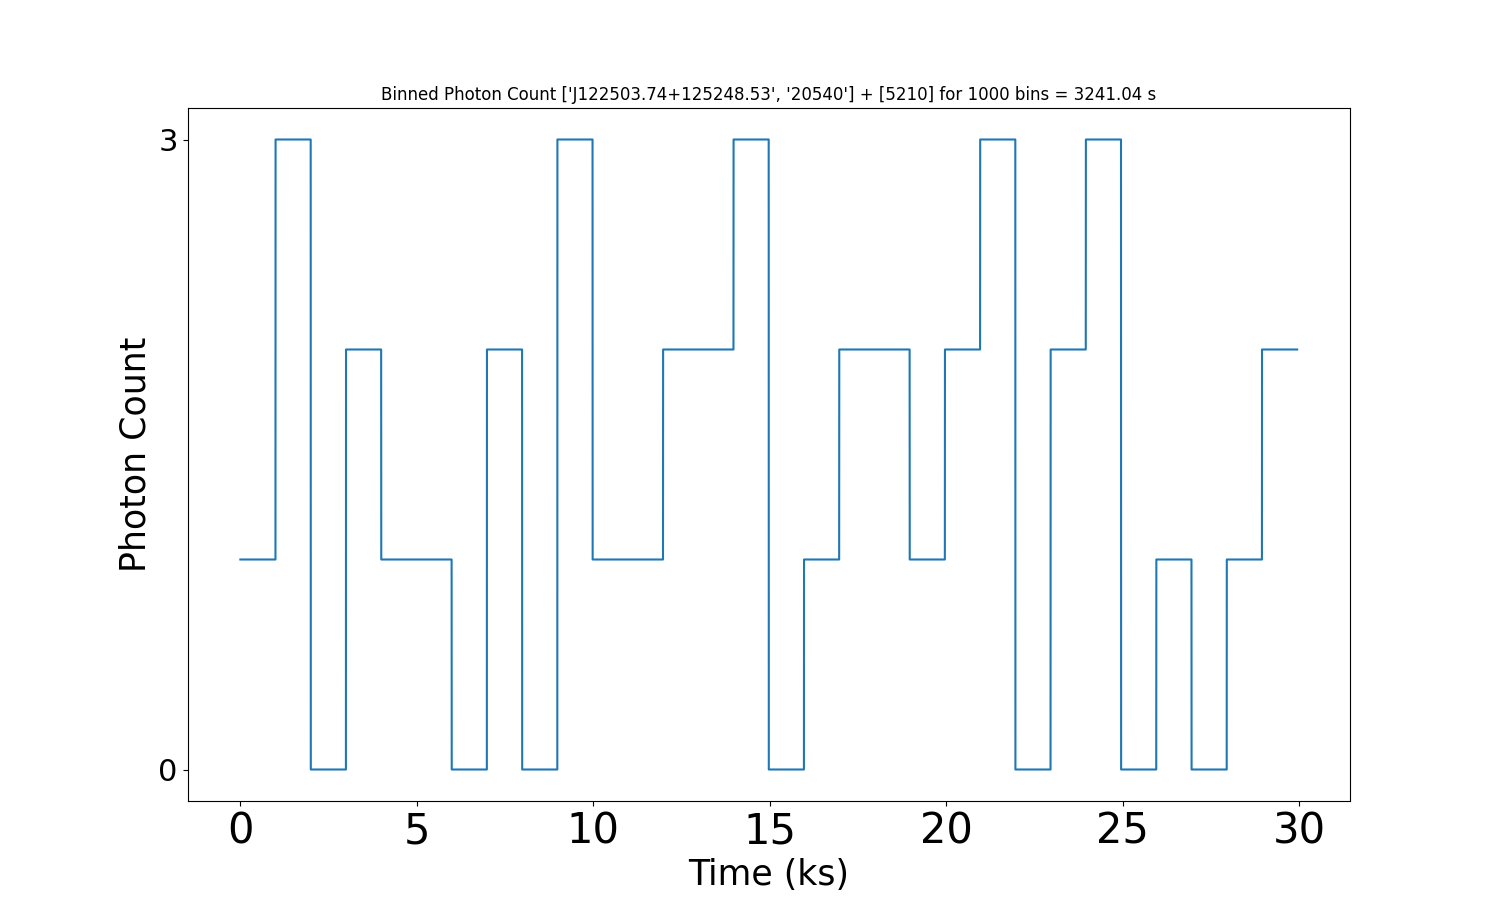 Binned Photon Count ['J122503.74+125248.53', '20540'] + [5210] for 1000 bins = 3241.04 s
3
Photon Count
0
0 5 10 15 20 25 30
Time (ks)